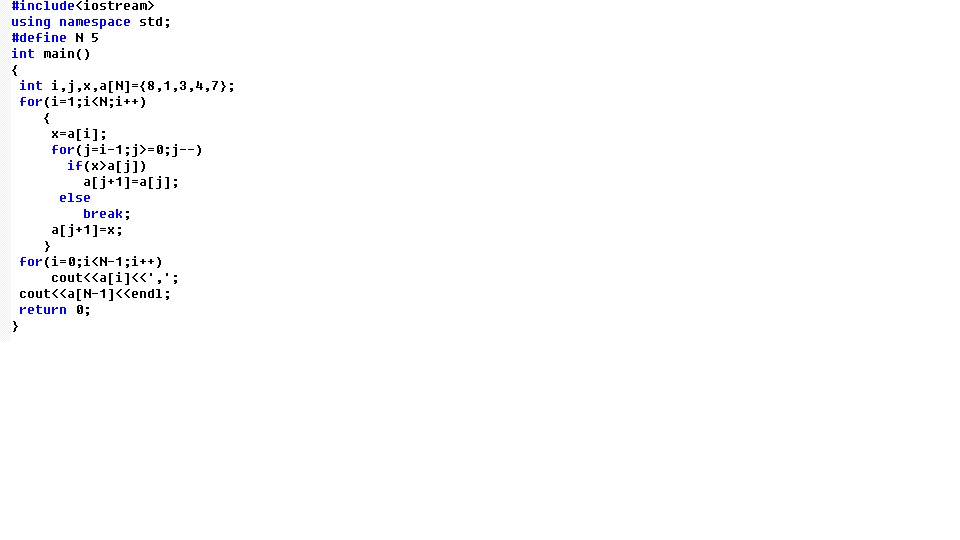 #include<iostream>
using namespace std;
#define N 5
int main()
{
 int i,j,x,a[N]={8,1,3,4,7};
 for(i=1;i<N;i++)
    {
     x=a[i];
     for(j=i-1;j>=0;j--)
       if(x>a[j])
         a[j+1]=a[j];
      else
         break;
     a[j+1]=x;
    }
 for(i=0;i<N-1;i++)
     cout<<a[i]<<',';
 cout<<a[N-1]<<endl;
 return 0;
}